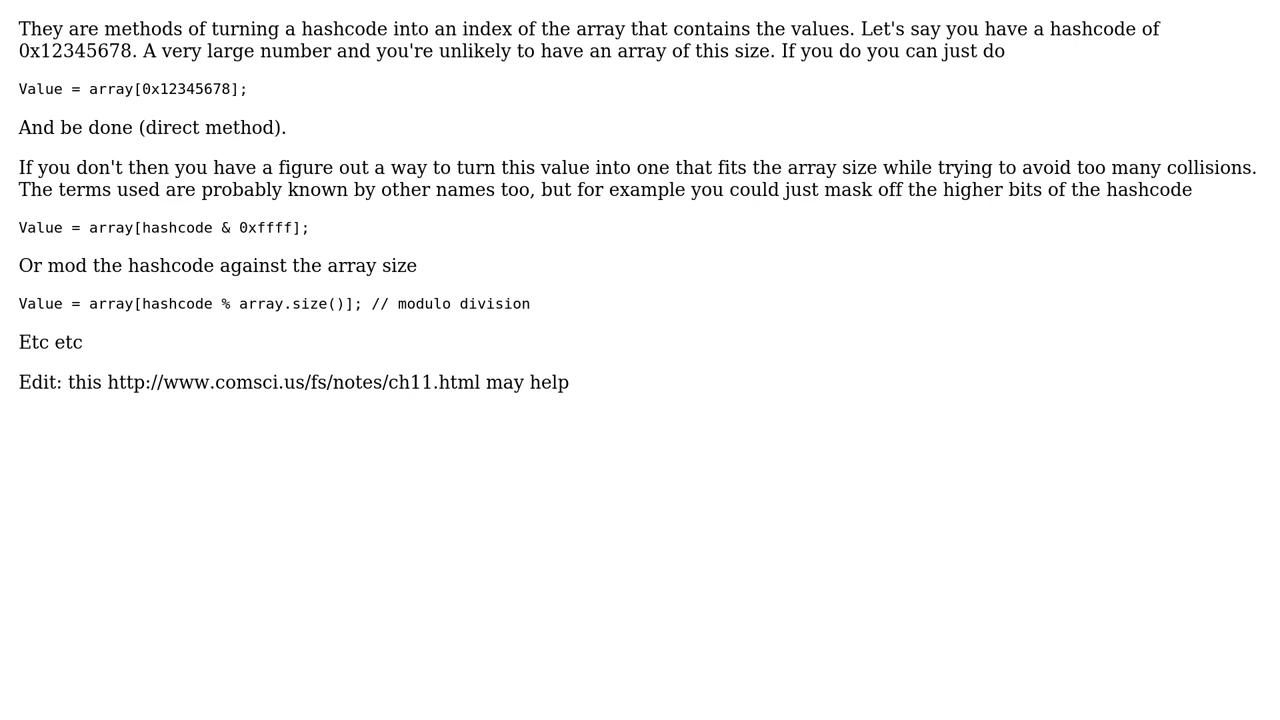 They are methods of turning a hashcode into an index of the array that contains the values. Let's say you have a hashcode of
0x12345678. A very large number and you're unlikely to have an array of this size. If you do you can just do
Value = array[0x12345678];
And be done (direct method).
If you don't then you have a figure out a way to turn this value into one that fits the array size while trying to avoid too many collisions.
The terms used are probably known by other names too, but for example you could just mask off the higher bits of the hashcode
Value = array[hashcode & 0xffff];
Or mod the hashcode against the array size
Value = array[hashcode % array.size()]; // modulo division
Etc etc
Edit: this http://www.comsci.us/fs/notes/ch11.html may help